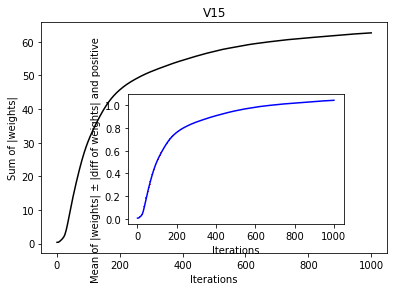 V15
Sum of |weights|
60
50
40
30
20
10
0
Mean of |weights| ± |diff of weights| and positive
1.0
0.8
0.6
0.4
0.2
0.0
0 200 400 600 800 1000
Iterations
0 200 400 600 800 1000
Iterations